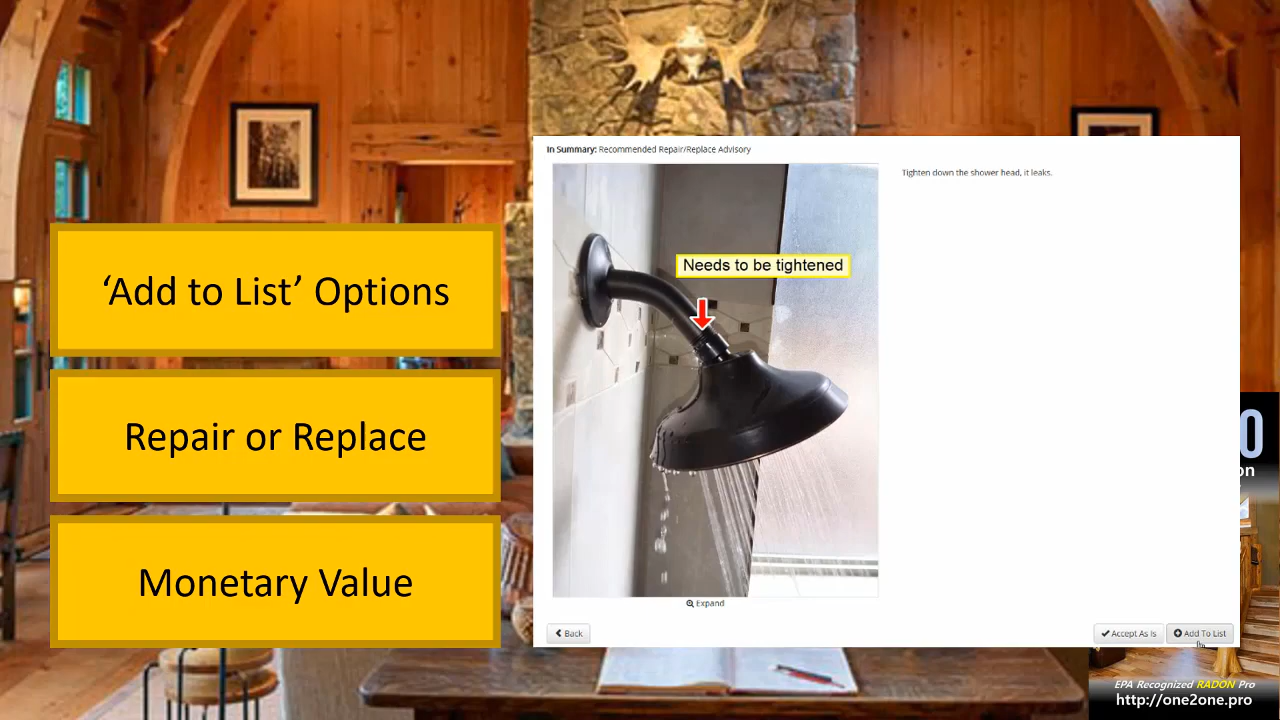 In Summary: Recommended Repair/Replace Advisory
Tighten down the shower head, it leaks.
Needs to be tightened
‘Add to List’ Options
Repair or Replace
Monetary Value
Expand
Back
Accept As Is
Add To List
0
on
EPA Recognized RADON Pro
http://one2one.pro